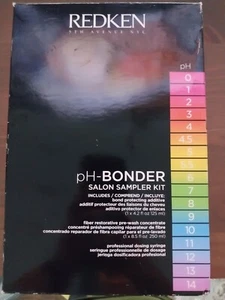 REDKEN
5TH AVENUE NYC
pH
0
1
2
3
4
4.5
5
5.5
6
7
8
9
10
11
12
13
14
pH-BONDER
SALON SAMPLER KIT
INCLUDES / COMPREND / INCLUYE:
bond protecting additive
additif protecteur des liaisons du cheveu
aditivo protector de enlaces
(1 x 4.2 fl oz 125 ml)
fiber restorative pre-wash concentrate
concentré préshampooing réparateur de fibre
concentrado reparador de fibra capilar para el pre-lavado
(1 x 8.5 fl oz 250 ml)
professional dosing syringe
seringue professionnelle de dosage
jeringa dosificadora profesional